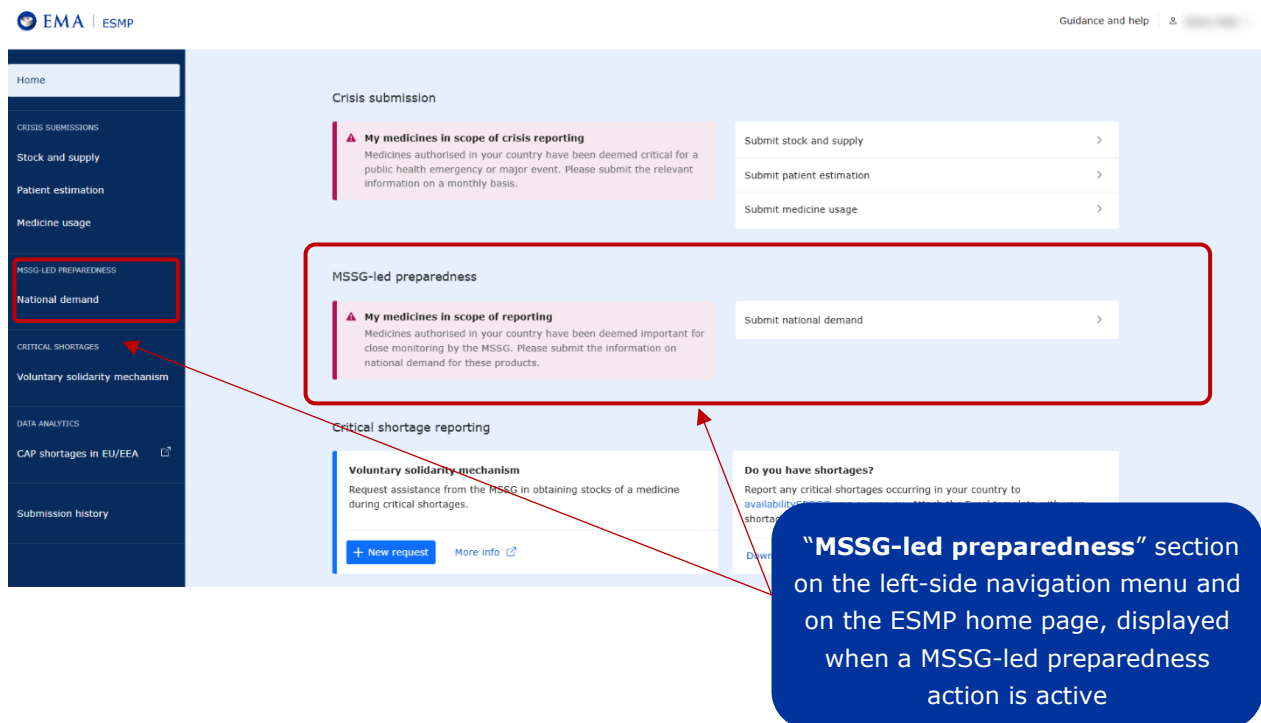 EMA | ESMP
Guidance and help
Home
CRISIS SUBMISSIONS
Stock and supply
Patient estimation
Medicine usage
MSSG-LED PREPAREDNESS
National demand
CRITICAL SHORTAGES
Voluntary solidarity mechanism
DATA ANALYTICS
CAP shortages in EU/EEA
Submission history
Crisis submission
My medicines in scope of crisis reporting
Medicines authorised in your country have been deemed critical for a
public health emergency or major event. Please submit the relevant
information on a monthly basis.
Submit stock and supply
Submit patient estimation
Submit medicine usage
MSSG-led preparedness
My medicines in scope of reporting
Medicines authorised in your country have been deemed important for
close monitoring by the MSSG. Please submit the information on
national demand for these products.
Submit national demand
Critical shortage reporting
Voluntary solidarity mechanism
Request assistance from the MSSG in obtaining stocks of a medicine
during critical shortages.
+ New request
More info
Do you have shortages?
Report any critical shortages occurring in your country to
"MSSG-led preparedness" section
on the left-side navigation menu and
on the ESMP home page, displayed
when a MSSG-led preparedness
action is active